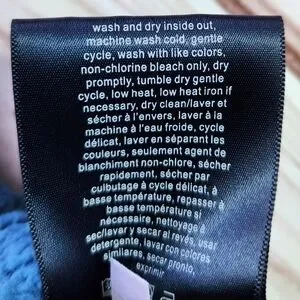 wash and dry inside out,
machine wash cold, gentle
cycle, wash with like colors,
non-chlorine bleach only, dry
promptly, tumble dry gentle
cycle, low heat, low heat iron if
necessary, dry clean/laver et
sécher à l'envers, laver à la
machine à l'eau froide, cycle
délicat, laver en séparant les
couleurs, seulement agent de
blanchiment non-chlore, sécher
rapidement, sécher par
culbutage à cycle délicat, à
basse température, repasser à
basse température si
nécessaire, nettoyage à
sec/lavar y secar al revés, usar
detergente, lavar con colores
similares, secar pronto,
exprimir